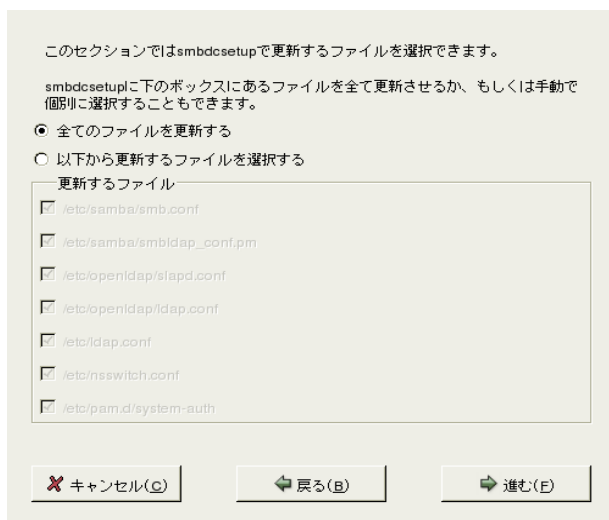 このセクションではsmbdcsetupで更新するファイルを選択できます。
smbdcsetupに下のボックスにあるファイルを全て更新させるか、もしくは手動で
個別に選択することもできます。
全てのファイルを更新する
以下から更新するファイルを選択する
更新するファイル
/etc/samba/smb.conf
/etc/samba/smbldap_conf.pm
/etc/openldap/slapd.conf
/etc/openldap/ldap.conf
/etc/ldap.conf
/etc/nsswitch.conf
/etc/pam.d/system-auth
キャンセル(C) 戻る(B) 進む(F)